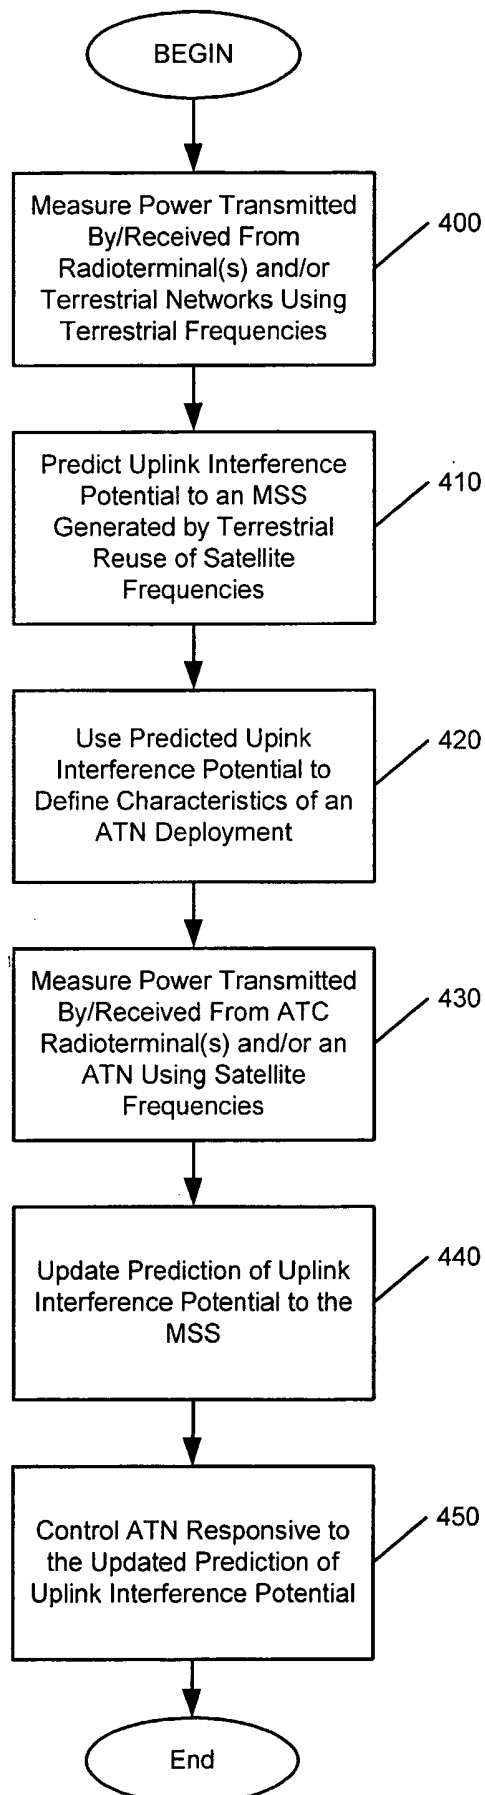 BEGIN
Measure Power Transmitted
By/Received From
Radioterminal(s) and/or
Terrestrial Networks Using
Terrestrial Frequencies
400
Predict Uplink Interference
Potential to an MSS
Generated by Terrestrial
Reuse of Satellite
Frequencies
410
Use Predicted Upink
Interference Potential to
Define Characteristics of an
ATN Deployment
420
Measure Power Transmitted
By/Received From ATC
Radioterminal(s) and/or an
ATN Using Satellite
Frequencies
430
Update Prediction of Uplink
Interference Potential to the
MSS
440
Control ATN Responsive to
the Updated Prediction of
Uplink Interference Potential
450
End